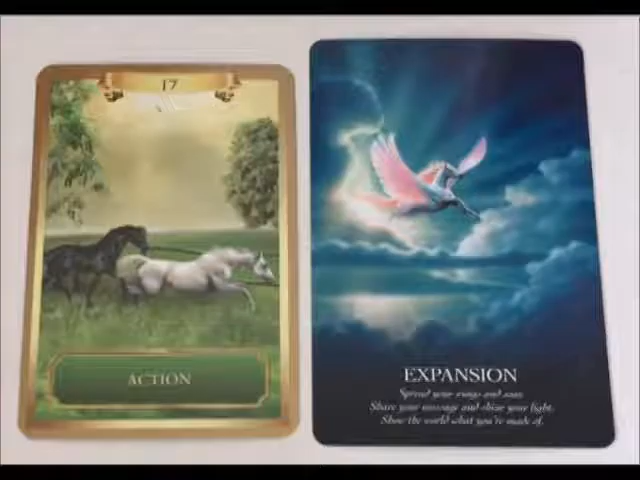 17
ACTION
EXPANSION
Spread your wings and soar.
Share your message and shine your light.
Show the world what you're made of.